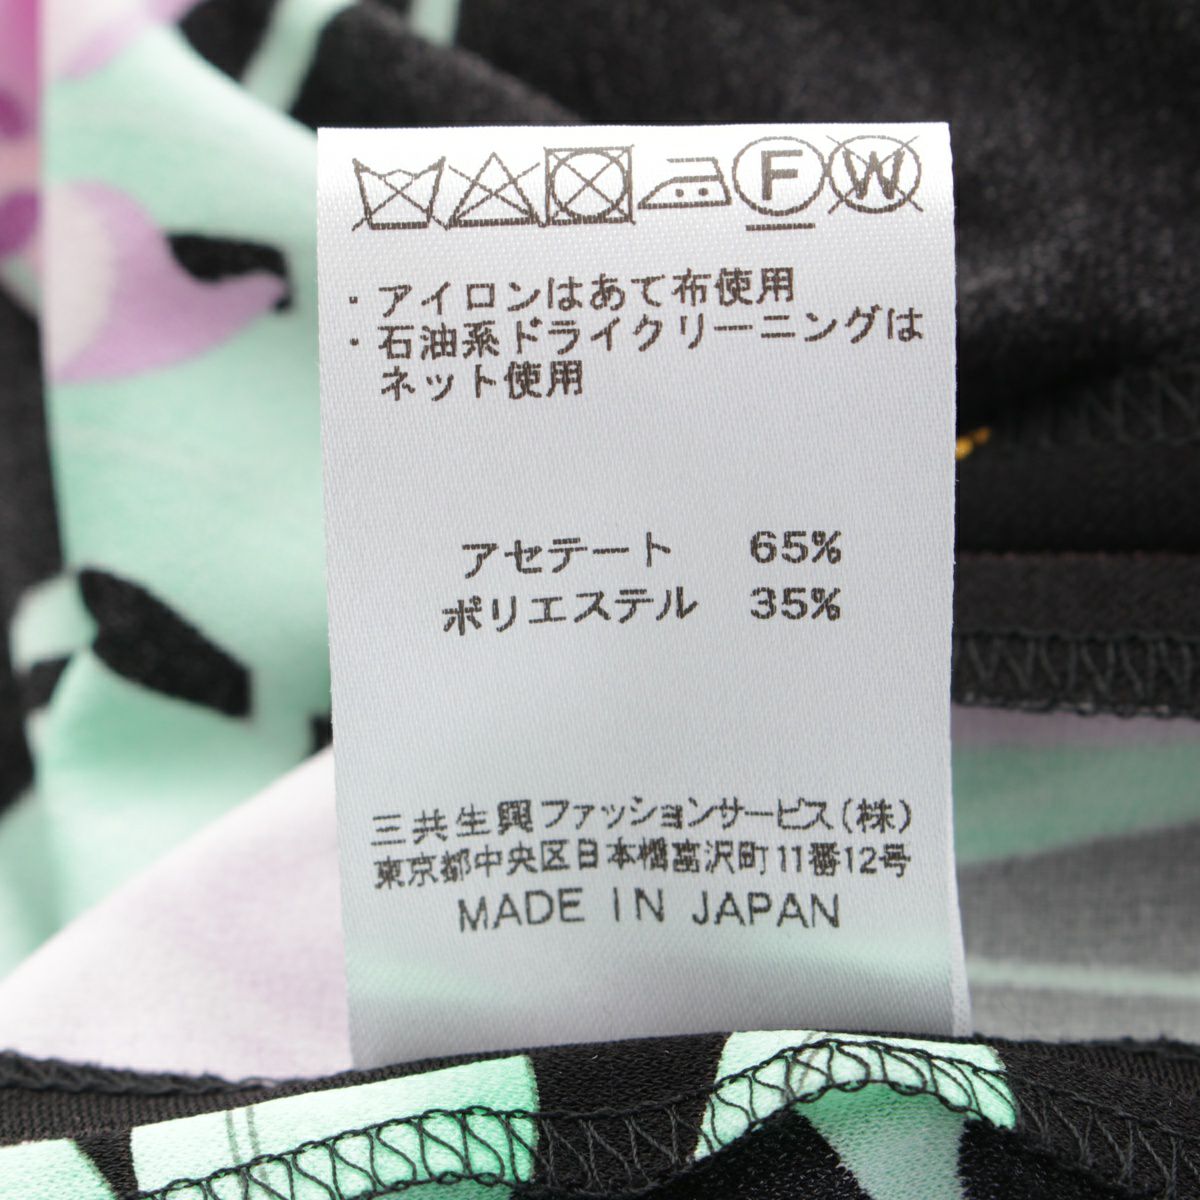 F W
・アイロンはあて布使用
・石油系ドライクリーニングは
ネット使用
アセテート 65%
ポリエステル 35%
三共生興ファッションサービス(株)
東京都中央区日本橋富沢町11番12号
MADE IN JAPAN